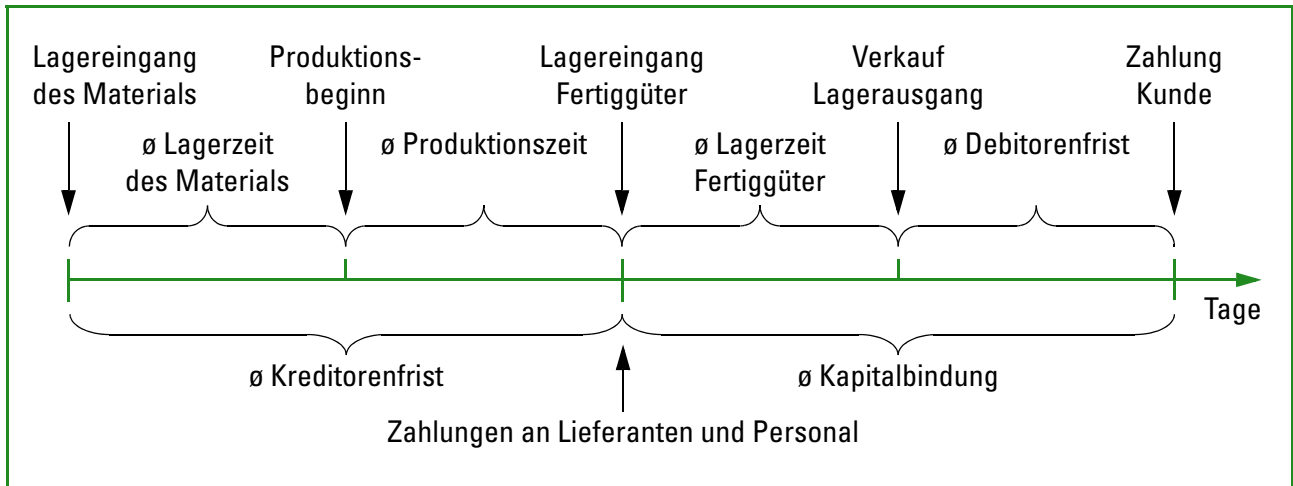 Lagereingang
des Materials
Produktions-
beginn
Lagereingang
Fertiggüter
Verkauf
Lagerausgang
Zahlung
Kunde
ø Lagerzeit
des Materials
ø Produktionszeit
ø Lagerzeit
Fertiggüter
ø Debitorenfrist
Tage
ø Kreditorenfrist
ø Kapitalbindung
Zahlungen an Lieferanten und Personal